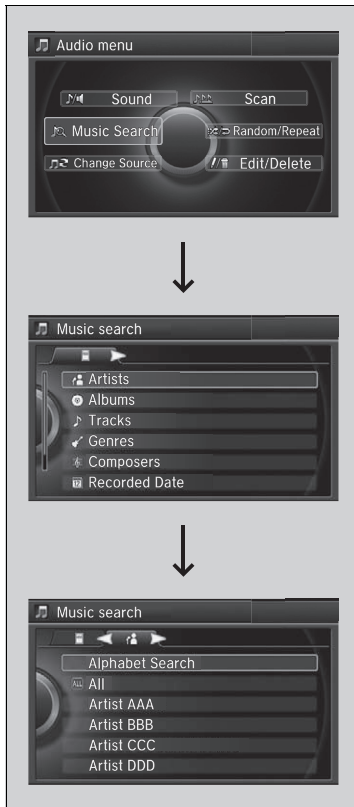 Audio menu
Sound
Scan
Music Search
Random/Repeat
Change Source
Edit/Delete
Music search
Artists
Albums
Tracks
Genres
Composers
Recorded Date
Music search
Alphabet Search
ALL All
Artist AAA
Artist BBB
Artist CCC
Artist DDD